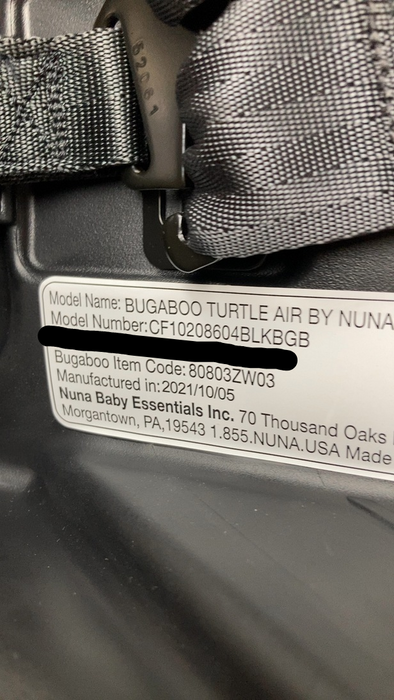 52061
Model Name: BUGABOO TURTLE AIR BY NUNA
Model Number:CF10208604BLKBGB
Bugaboo Item Code: 80803ZW03
Manufactured in: 2021/10/05
Nuna Baby Essentials Inc. 70 Thousand Oaks
Morgantown, PA,19543 1.855.NUNA.USA Made